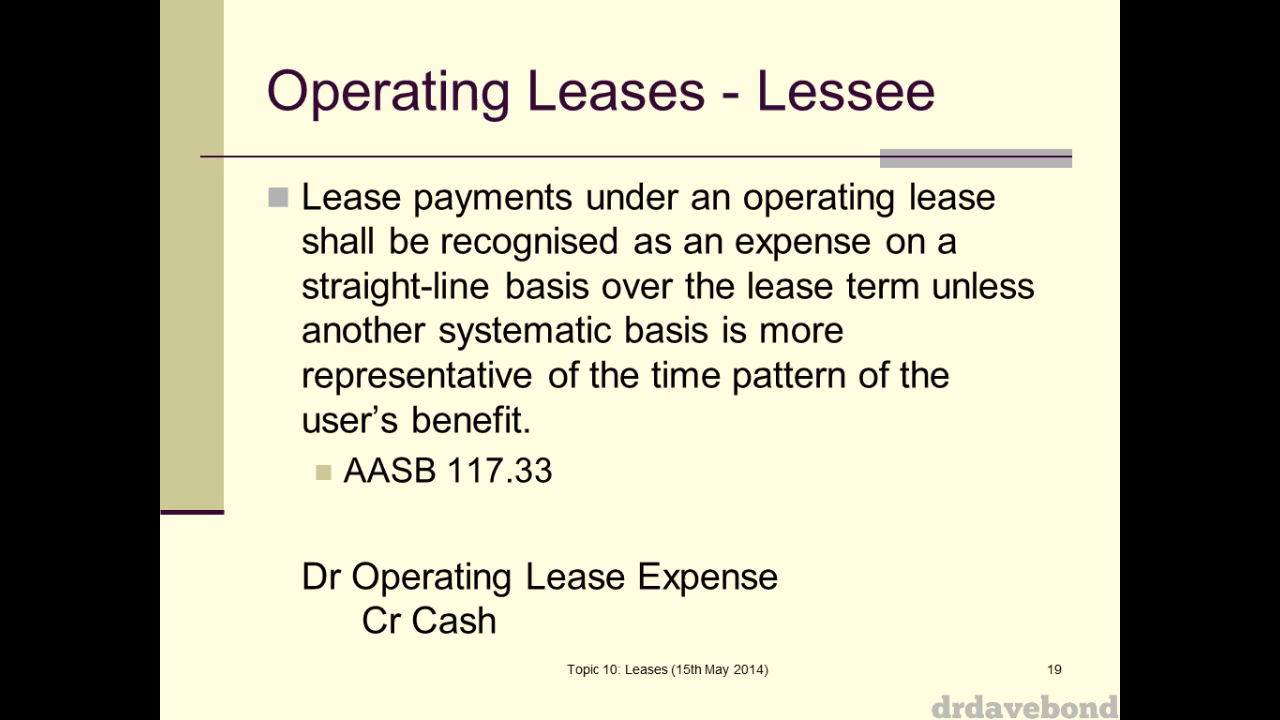 Operating Leases - Lessee
Lease payments under an operating lease
shall be recognised as an expense on a
straight-line basis over the lease term unless
another systematic basis is more
representative of the time pattern of the
user’s benefit.
AASB 117.33
Dr Operating Lease Expense
Cr Cash
Topic 10: Leases (15th May 2014) 19
drdavebond